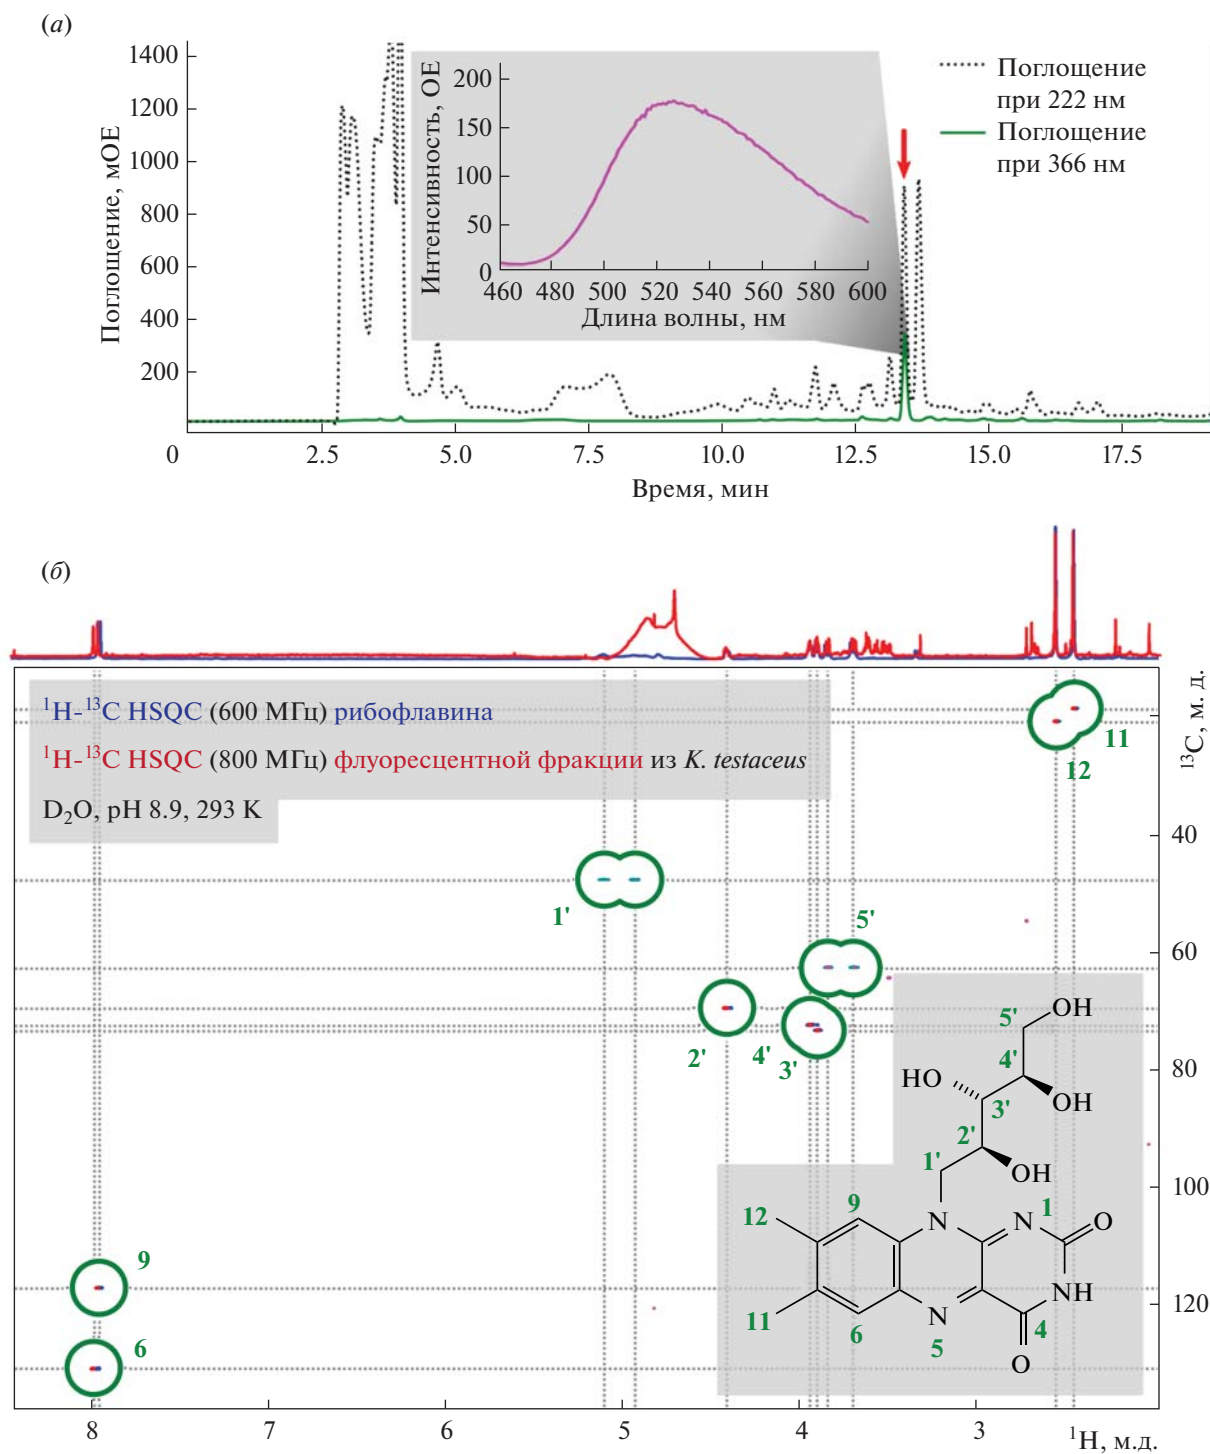 (а)
1400
1200
1000
800
600
400
200
Поглощение, мОЕ
0
2.5
5.0
7.5
10.0
12.5
15.0
17.5
Время, мин
200
150
100
50
0
Интенсивность, ОЕ
460 480 500 520 540 560 580 600
Длина волны, нм
Поглощение
при 222 нм
Поглощение
при 366 нм
(б)
¹H-¹³C HSQC (600 МГц) рибофлавина
¹H-¹³C HSQC (800 МГц) флуоресцентной фракции из K. testaceus
D₂O, pH 8.9, 293 K
11
12
1'
5'
2'
4'
3'
9
6
5'
OH
4'
HO
3'
OH
2'
1'
OH
12
9
N
N
1
O
11
6
N
5
4
NH
O
¹³C, м. д.
40
60
80
100
120
8
7
6
5
4
3
¹H, м.д.